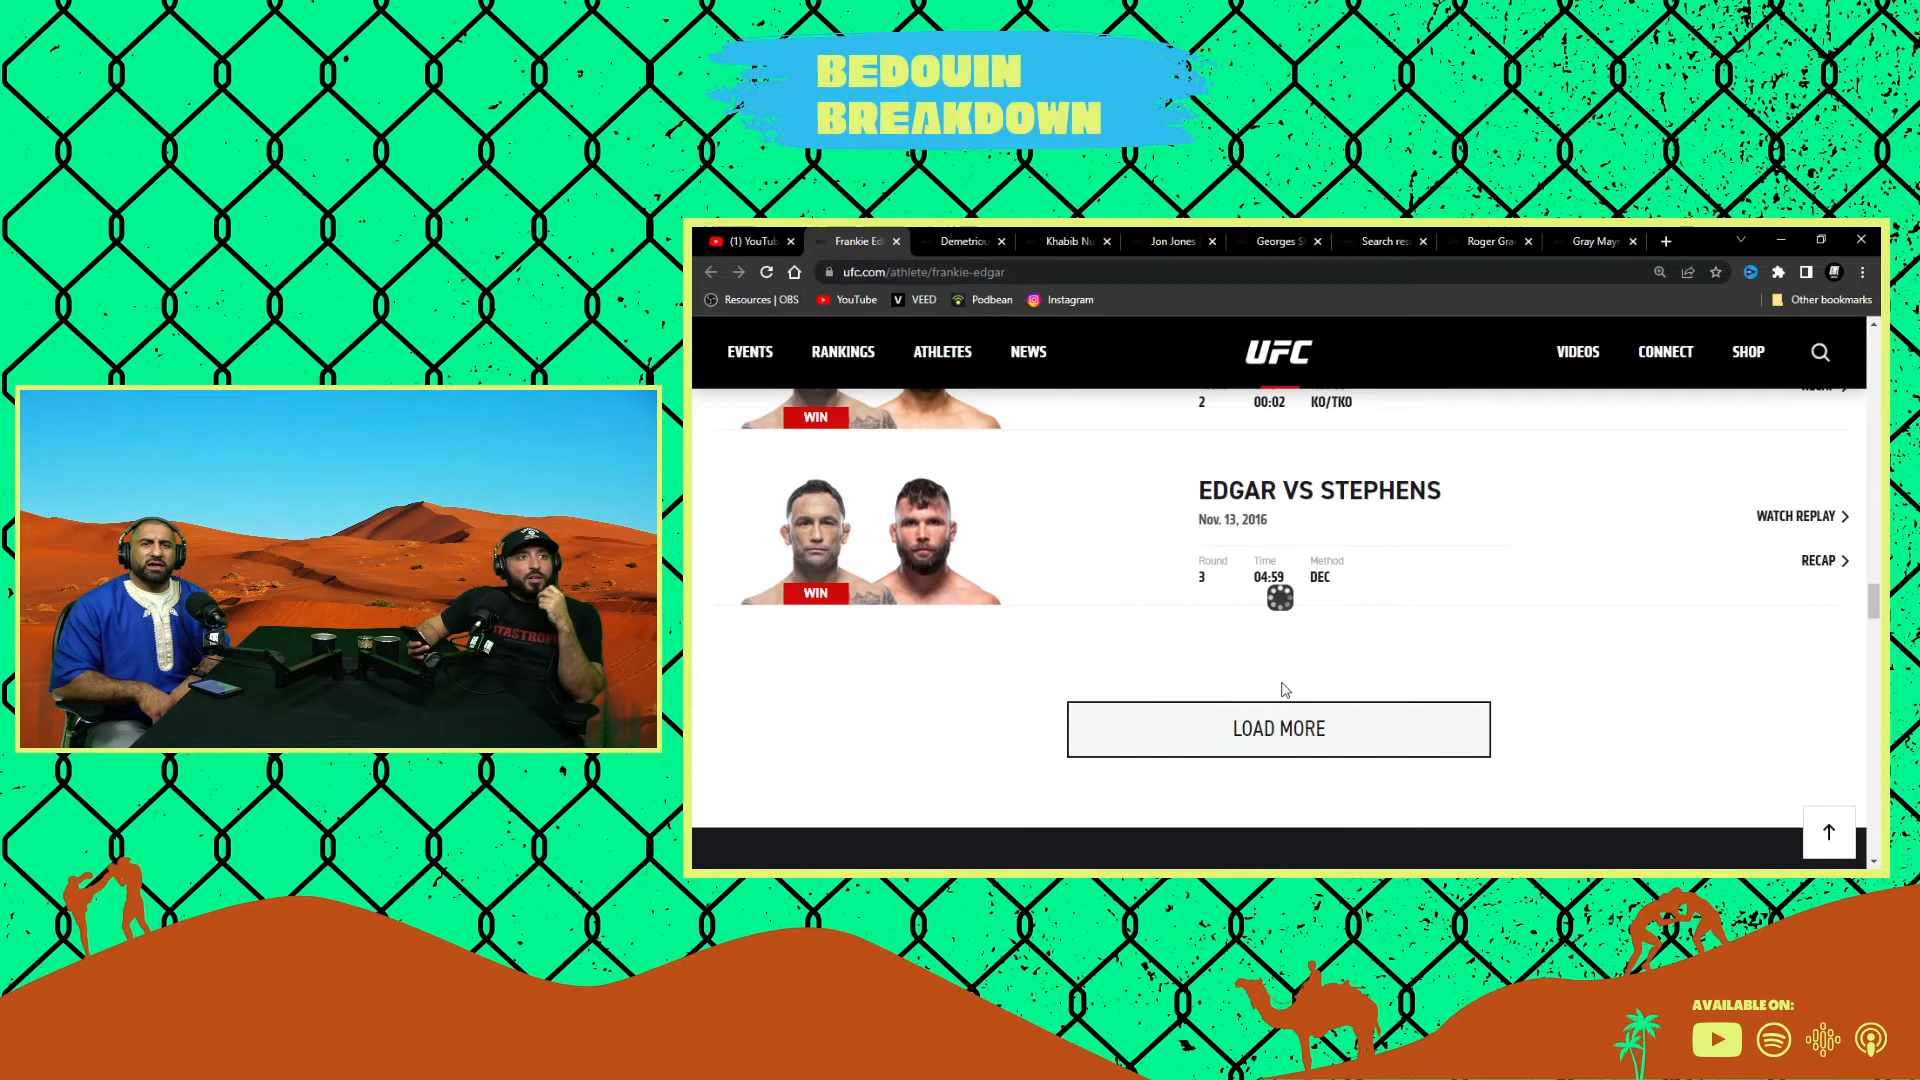 BEDOUIN
BREAKDOWN
(1) YouTub
Frankie Ed
Demetriou
Khabib Nu
Jon Jones
Georges S
Search res
Roger Gra
Gray Mayn
ufc.com/athlete/frankie-edgar
Resources | OBS
YouTube
V VEED
Podbean
Instagram
Other bookmarks
EVENTS
RANKINGS
ATHLETES
NEWS
UFC
VIDEOS
CONNECT
SHOP
WIN
2
00:02
KO/TKO
EDGAR VS STEPHENS
Nov. 13, 2016
WATCH REPLAY
Round
Time
Method
RECAP
3
04:59
DEC
WIN
LOAD MORE
AVAILABLE ON: